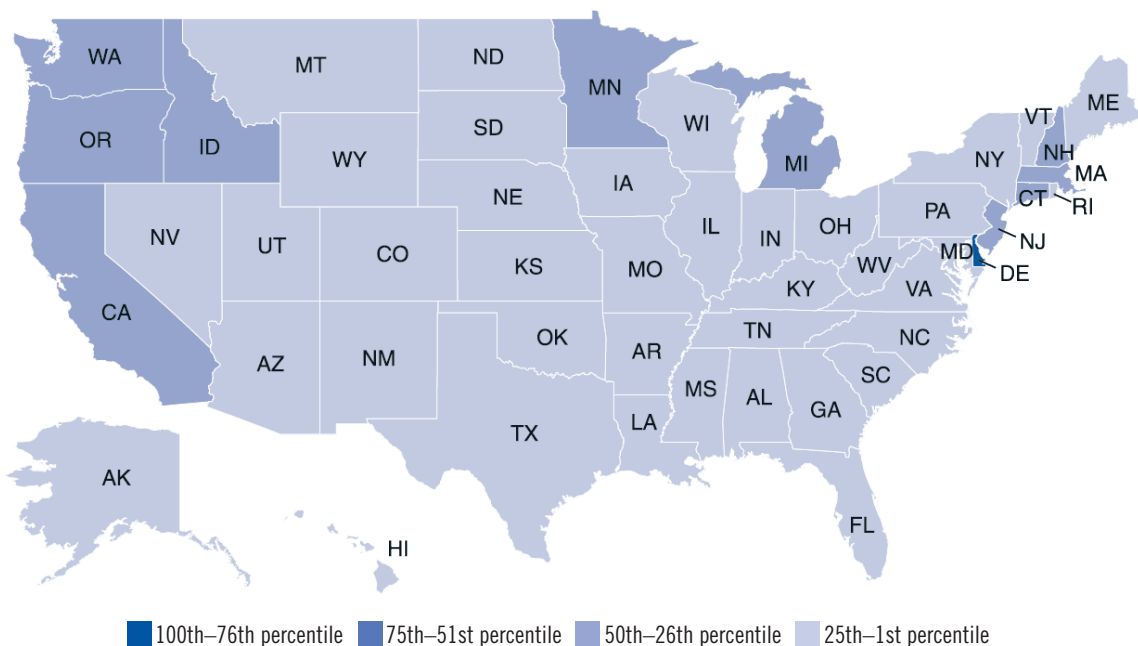 WA
MT
ND
MN
ME
VT
OR
ID
SD
WI
NH
WY
MI
NY
MA
CT
RI
IA
NE
PA
NJ
NV
UT
CO
IL
IN
OH
MD
DE
KS
MO
WV
VA
KY
CA
TN
NC
OK
AZ
NM
AR
SC
MS
AL
GA
LA
TX
AK
FL
HI
100th–76th percentile
75th–51st percentile
50th–26th percentile
25th–1st percentile